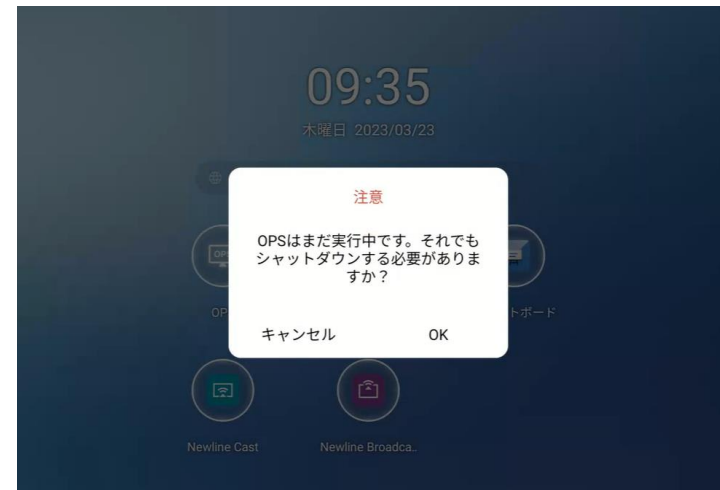 09:35
木曜日 2023/03/23
注意
OPSはまだ実行中です。それでも
シャットダウンする必要がありま
すか？
キャンセル
OK
OPS
OP
トボード
Newline Cast
Newline Broadca..